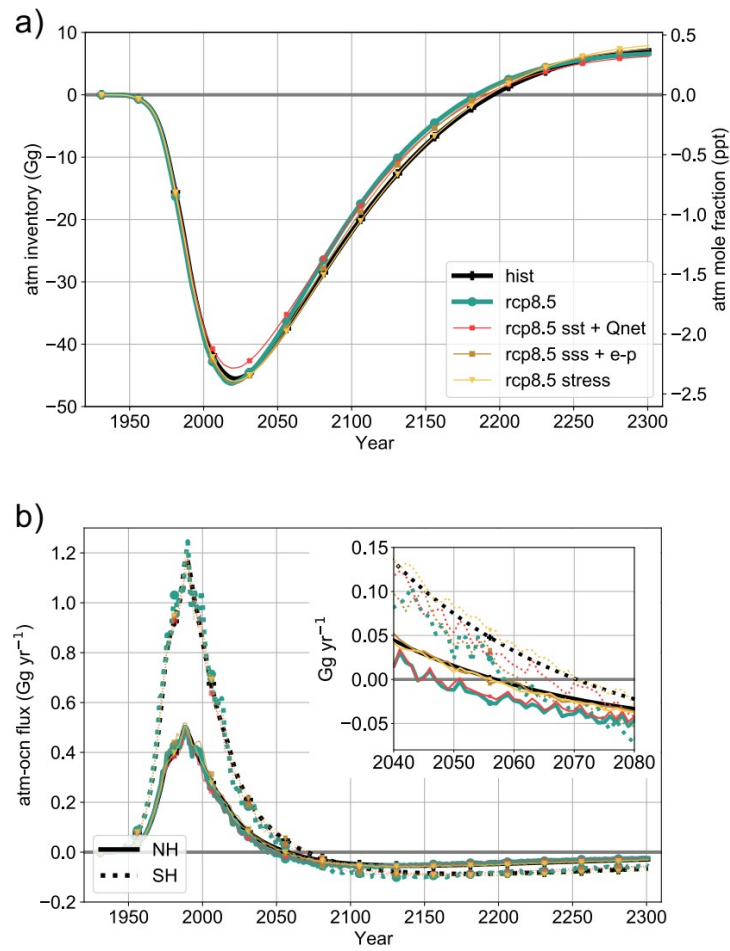 a)
10
0
−10
−20
−30
−40
−50
atm inventory (Gg)
0.5
0.0
−0.5
−1.0
−1.5
−2.0
−2.5
atm mole fraction (ppt)
hist
rcp8.5
rcp8.5 sst + Qnet
rcp8.5 sss + e-p
rcp8.5 stress
1950 2000 2050 2100 2150 2200 2250 2300
Year
b)
1.2
1.0
0.8
0.6
0.4
0.2
0.0
−0.2
atm-ocn flux (Gg yr⁻¹)
0.15
0.10
0.05
0.00
−0.05
Gg yr⁻¹
2040 2050 2060 2070 2080
NH
SH
1950 2000 2050 2100 2150 2200 2250 2300
Year